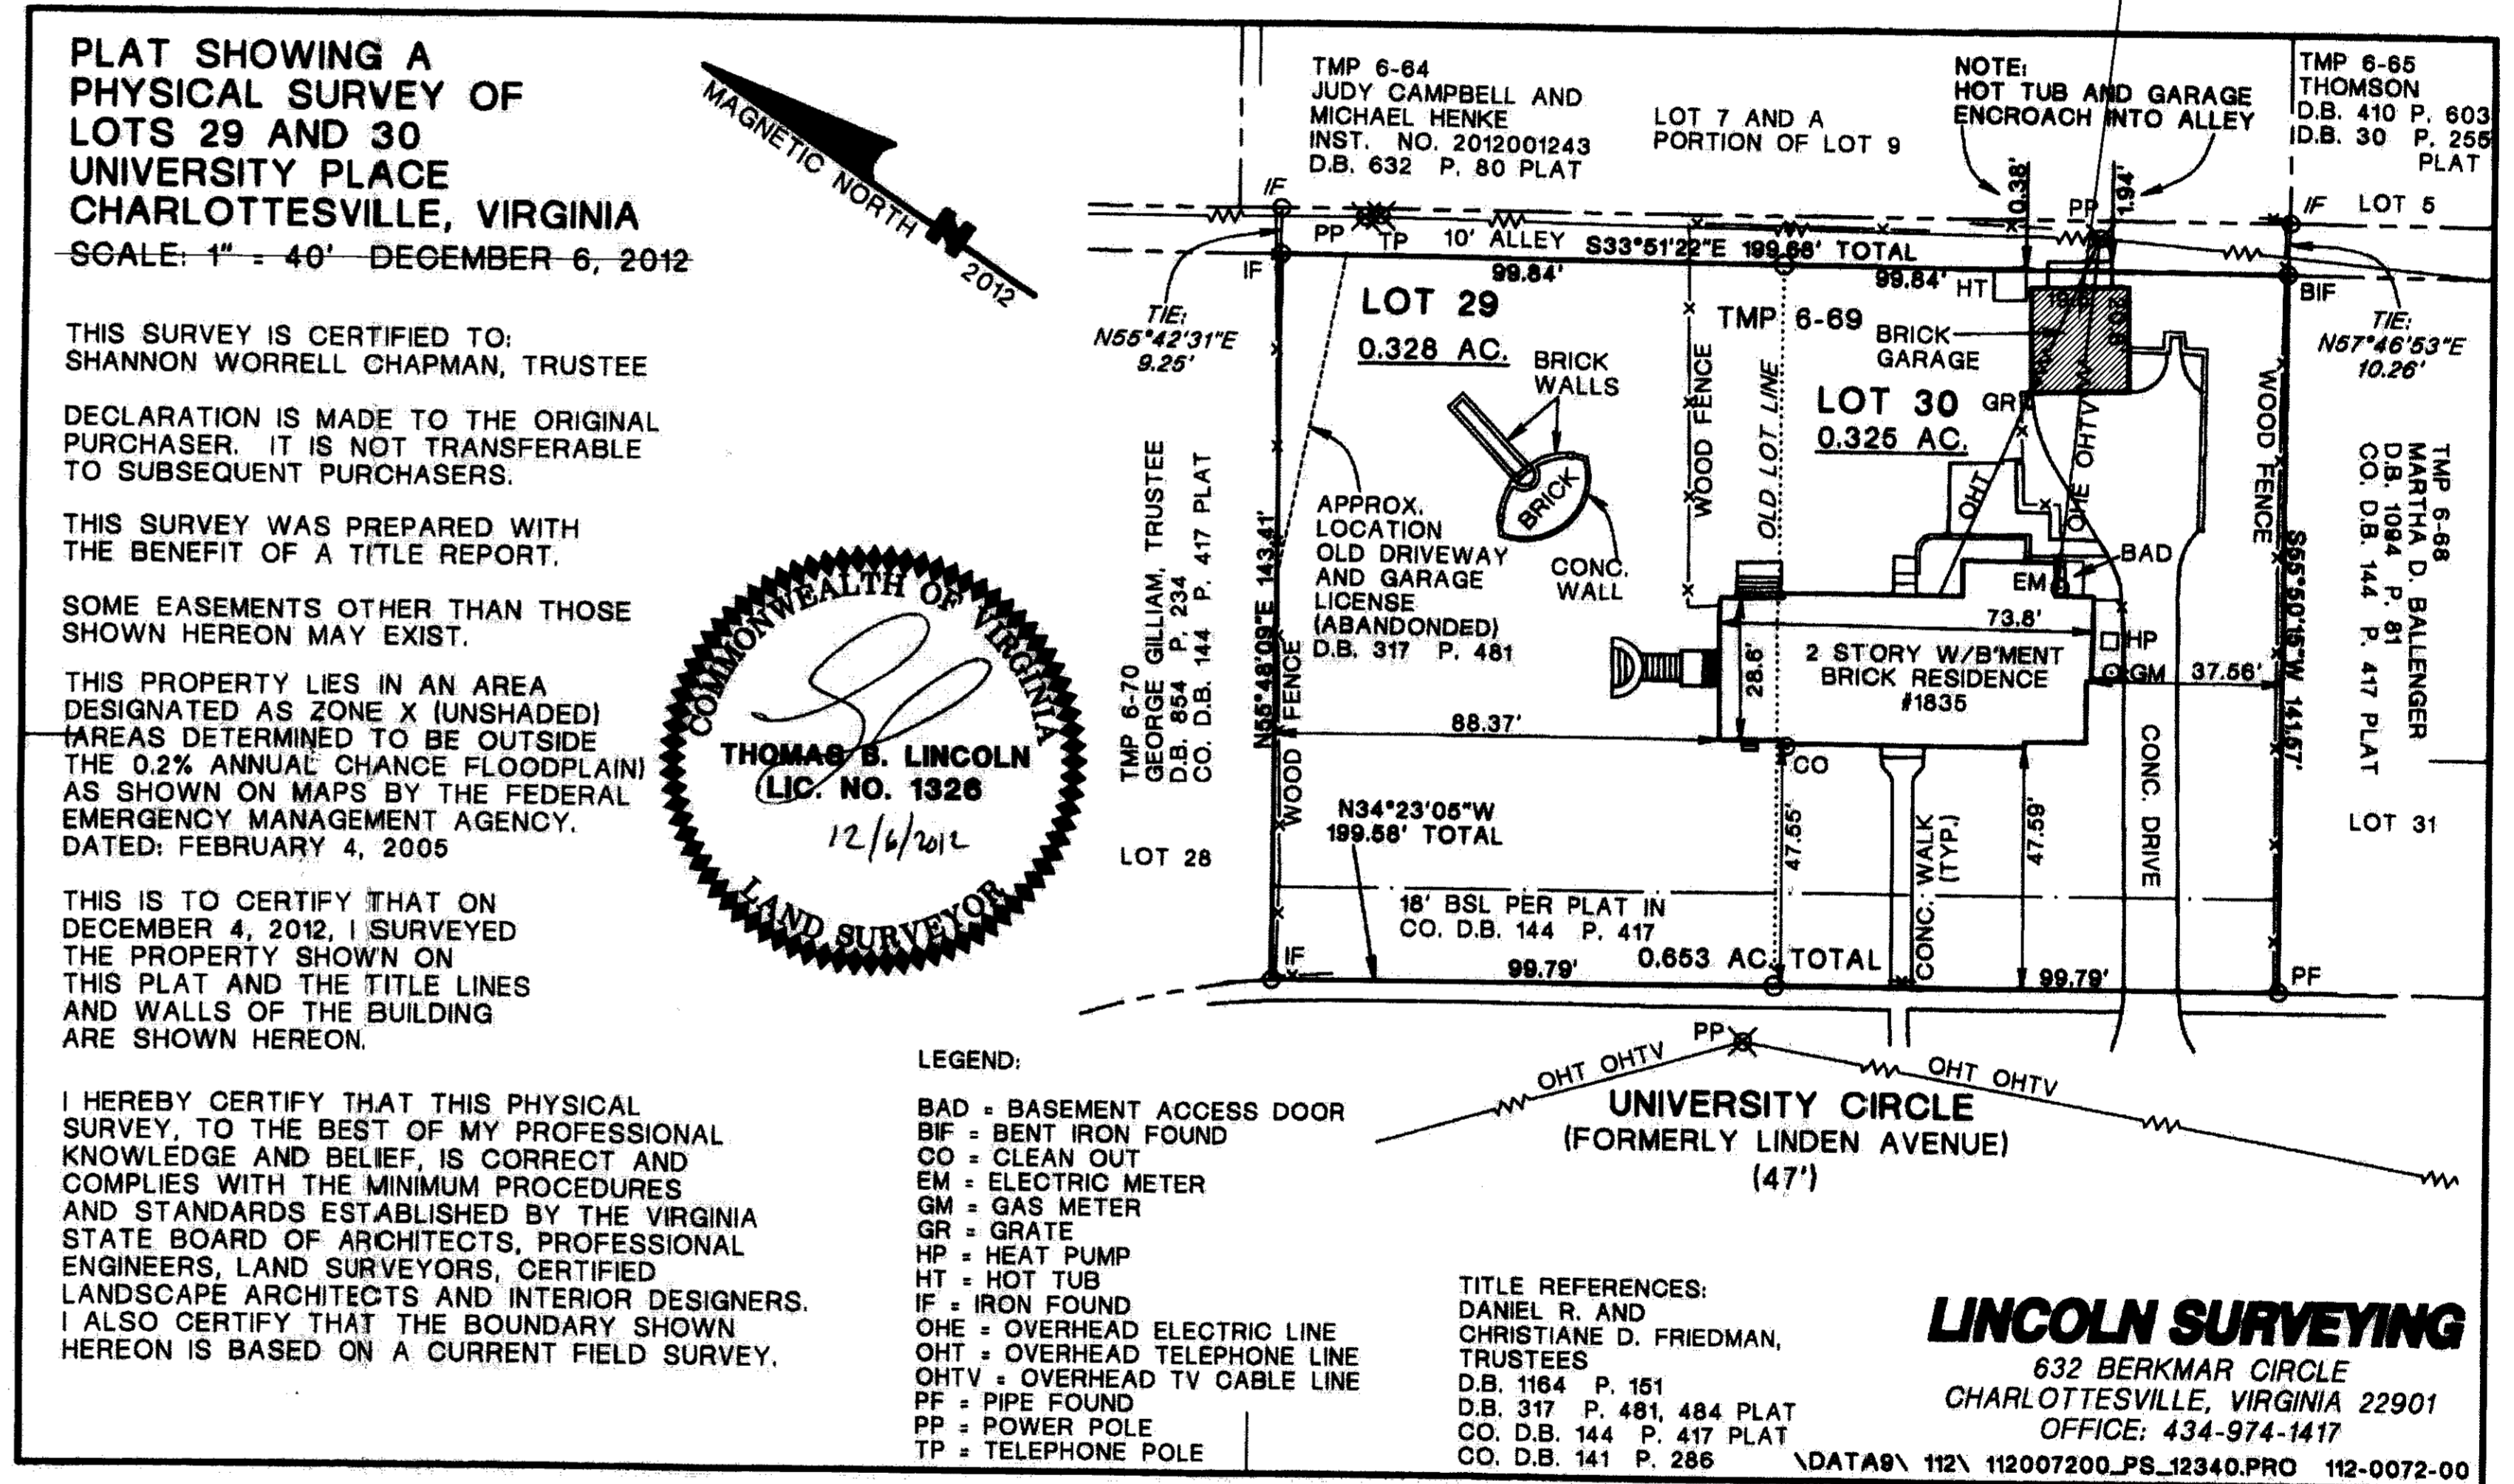 PLAT SHOWING A
PHYSICAL SURVEY OF
LOTS 29 AND 30
UNIVERSITY PLACE
CHARLOTTESVILLE, VIRGINIA
SCALE: 1" = 40' DECEMBER 6, 2012
THIS SURVEY IS CERTIFIED TO:
SHANNON WORRELL CHAPMAN, TRUSTEE
DECLARATION IS MADE TO THE ORIGINAL
PURCHASER. IT IS NOT TRANSFERABLE
TO SUBSEQUENT PURCHASERS.
THIS SURVEY WAS PREPARED WITH
THE BENEFIT OF A TITLE REPORT.
SOME EASEMENTS OTHER THAN THOSE
SHOWN HEREON MAY EXIST.
THIS PROPERTY LIES IN AN AREA
DESIGNATED AS ZONE X (UNSHADED)
(AREAS DETERMINED TO BE OUTSIDE
THE 0.2% ANNUAL CHANCE FLOODPLAIN)
AS SHOWN ON MAPS BY THE FEDERAL
EMERGENCY MANAGEMENT AGENCY.
DATED: FEBRUARY 4, 2005
THIS IS TO CERTIFY THAT ON
DECEMBER 4, 2012, I SURVEYED
THE PROPERTY SHOWN ON
THIS PLAT AND THE TITLE LINES
AND WALLS OF THE BUILDING
ARE SHOWN HEREON.
I HEREBY CERTIFY THAT THIS PHYSICAL
SURVEY, TO THE BEST OF MY PROFESSIONAL
KNOWLEDGE AND BELIEF, IS CORRECT AND
COMPLIES WITH THE MINIMUM PROCEDURES
AND STANDARDS ESTABLISHED BY THE VIRGINIA
STATE BOARD OF ARCHITECTS, PROFESSIONAL
ENGINEERS, LAND SURVEYORS, CERTIFIED
LANDSCAPE ARCHITECTS AND INTERIOR DESIGNERS.
I ALSO CERTIFY THAT THE BOUNDARY SHOWN
HEREON IS BASED ON A CURRENT FIELD SURVEY.
MAGNETIC NORTH
N
2012
COMMONWEALTH OF VIRGINIA
THOMAS B. LINCOLN
LIC. NO. 1326
12/6/2012
LAND SURVEYOR
TMP 6-64
JUDY CAMPBELL AND
MICHAEL HENKE
INST. NO. 2012001243
D.B. 632 P. 80 PLAT
LOT 7 AND A
PORTION OF LOT 9
NOTE:
HOT TUB AND GARAGE
ENCROACH INTO ALLEY
TMP 6-65
THOMSON
D.B. 410 P. 603
D.B. 30 P. 255
PLAT
0.38'
1.94'
IF
PP
TP
10' ALLEY
S33°51'22"E 199.68' TOTAL
PP
IF
LOT 5
IF
99.84'
99.84'
HT
BIF
TIE:
N55°42'31"E
9.25'
TIE:
N57°46'53"E
10.26'
LOT 29
0.328 AC.
TMP 6-69
BRICK
GARAGE
LOT 30
0.325 AC.
GR
BRICK
WALLS
BRICK
CONC.
WALL
WOOD FENCE
OLD LOT LINE
OHT
OHE OHTV
WOOD FENCE
S55°50'15"W 141.57'
TMP 6-68
MARTHA D. BALLENGER
D.B. 1094 P. 81
CO. D.B. 144 P. 417 PLAT
LOT 31
TMP 6-70
GEORGE GILLIAM, TRUSTEE
D.B. 854 P. 234
CO. D.B. 144 P. 417 PLAT
LOT 28
N55°48'09"E 143.41'
WOOD FENCE
APPROX.
LOCATION
OLD DRIVEWAY
AND GARAGE
LICENSE
(ABANDONDED)
D.B. 317 P. 481
BAD
EM
73.8'
28.6'
2 STORY W/B'MENT
BRICK RESIDENCE
#1835
HP
GM
37.56'
88.37'
CO
N34°23'05"W
199.58' TOTAL
47.55'
CONC. WALK
(TYP.)
47.59'
CONC. DRIVE
18' BSL PER PLAT IN
CO. D.B. 144 P. 417
IF
99.79'
0.653 AC. TOTAL
99.79'
PF
PP
OHT OHTV
OHT OHTV
UNIVERSITY CIRCLE
(FORMERLY LINDEN AVENUE)
(47')
LEGEND:
BAD = BASEMENT ACCESS DOOR
BIF = BENT IRON FOUND
CO = CLEAN OUT
EM = ELECTRIC METER
GM = GAS METER
GR = GRATE
HP = HEAT PUMP
HT = HOT TUB
IF = IRON FOUND
OHE = OVERHEAD ELECTRIC LINE
OHT = OVERHEAD TELEPHONE LINE
OHTV = OVERHEAD TV CABLE LINE
PF = PIPE FOUND
PP = POWER POLE
TP = TELEPHONE POLE
TITLE REFERENCES:
DANIEL R. AND
CHRISTIANE D. FRIEDMAN,
TRUSTEES
D.B. 1164 P. 151
D.B. 317 P. 481, 484 PLAT
CO. D.B. 144 P. 417 PLAT
CO. D.B. 141 P. 286
LINCOLN SURVEYING
632 BERKMAR CIRCLE
CHARLOTTESVILLE, VIRGINIA 22901
OFFICE: 434-974-1417
\DATA9\ 112\ 112007200_PS_12340.PRO 112-0072-00